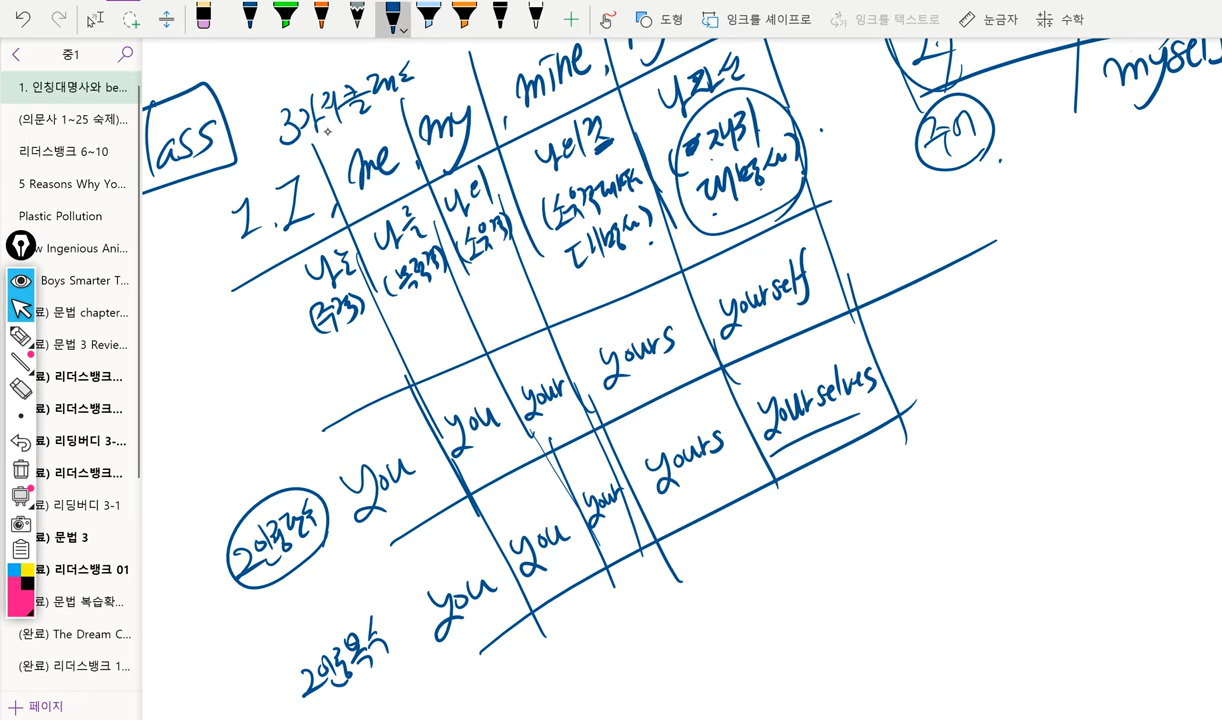 도형
잉크를 셰이프로
잉크를 텍스트로
눈금자
수학
중1
1. 인칭대명사와 be...
(의문사 1~25 숙제)...
리더스뱅크 6~10
5 Reasons Why Yo...
Plastic Pollution
w Ingenious Ani...
Boys Smarter T...
료) 문법 chapter...
료) 문법 3 Revie...
료) 리더스뱅크...
료) 리더스뱅크...
료) 리딩버디 3-...
료) 리더스뱅크...
료) 리딩버디 3-1
료) 문법 3
료) 리더스뱅크 01
료) 문법 복습확...
(완료) The Dream C...
(완료) 리더스뱅크 1...
페이지
ass
1. I, me, my, mine,
나는 나를 나의 나의것 나자신
(주격) (목적격) (소유격) (소유격대명사 대명사) (재귀 대명사)
myself
주어
2인칭단수 you you your yours yourself
2인칭복수 you you your yours yourselves